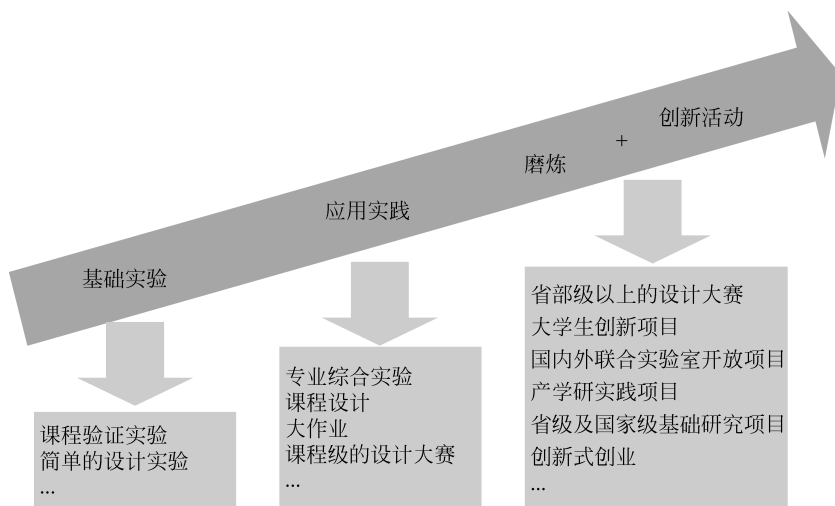 创新活动
+
磨炼
应用实践
基础实验
课程验证实验
简单的设计实验
...
专业综合实验
课程设计
大作业
课程级的设计大赛
...
省部级以上的设计大赛
大学生创新项目
国内外联合实验室开放项目
产学研实践项目
省级及国家级基础研究项目
创新式创业
...